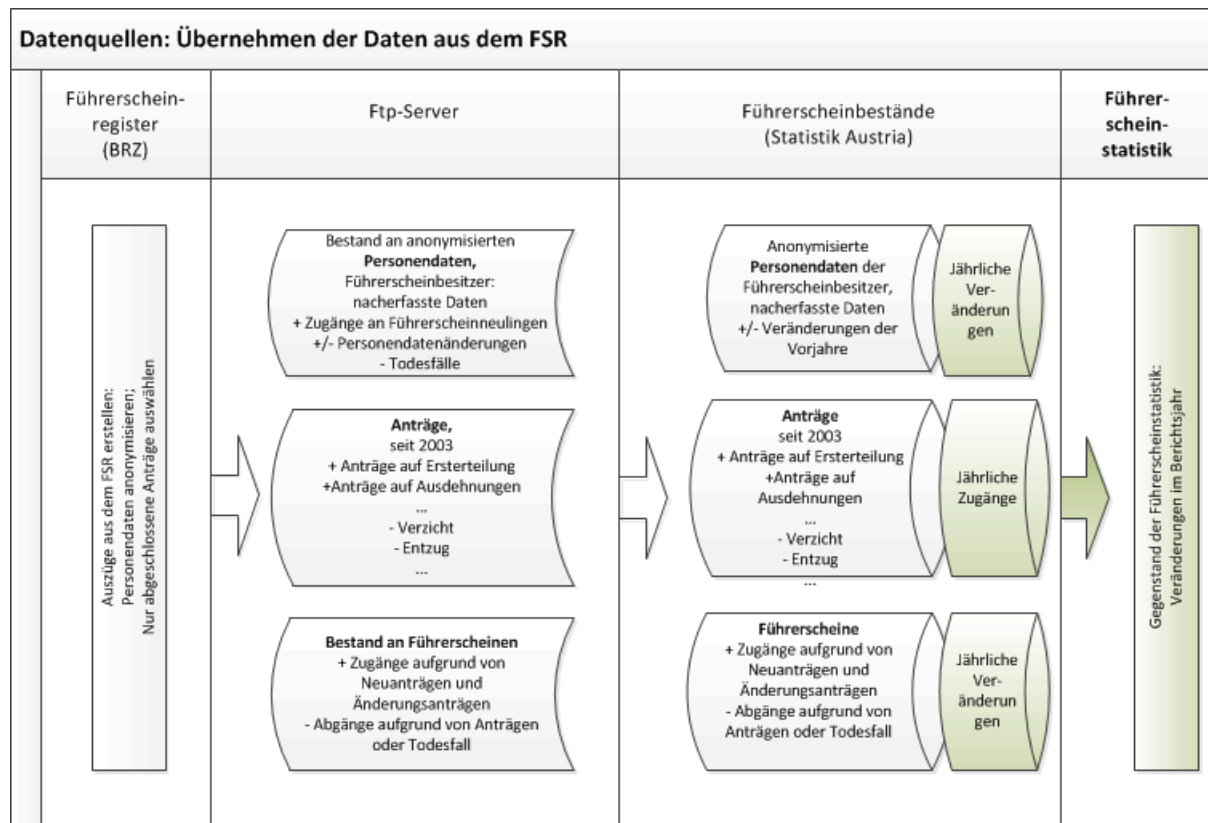 Datenquellen: Übernehmen der Daten aus dem FSR
Führerschein-
register
(BRZ)
Ftp-Server
Führerscheinbestände
(Statistik Austria)
Führer-
schein-
statistik
Auszüge aus dem FSR erstellen:
Personendaten anonymisieren;
Nur abgeschlossene Anträge auswählen
Bestand an anonymisierten
Personendaten,
Führerscheinbesitzer:
nacherfasste Daten
+ Zugänge an Führerscheinneulingen
+/- Personendatenänderungen
- Todesfälle
Anträge,
seit 2003
+ Anträge auf Ersterteilung
+Anträge auf Ausdehnungen
...
- Verzicht
- Entzug
...
Bestand an Führerscheinen
+ Zugänge aufgrund von
Neuanträgen und
Änderungsanträgen
- Abgänge aufgrund von Anträgen
oder Todesfall
Anonymisierte
Personendaten der
Führerscheinbesitzer,
nacherfasste Daten
+/- Veränderungen der
Vorjahre
Jährliche
Ver-
änderun
gen
Anträge
seit 2003
+ Anträge auf Ersterteilung
+Anträge auf
Ausdehnungen
...
- Verzicht
- Entzug
...
Jährliche
Zugänge
Führerscheine
+ Zugänge aufgrund von
Neuanträgen und
Änderungsanträgen
- Abgänge aufgrund von
Anträgen oder Todesfall
Jährliche
Ver-
änderun
gen
Gegenstand der Führerscheinstatistik:
Veränderungen im Berichtsjahr